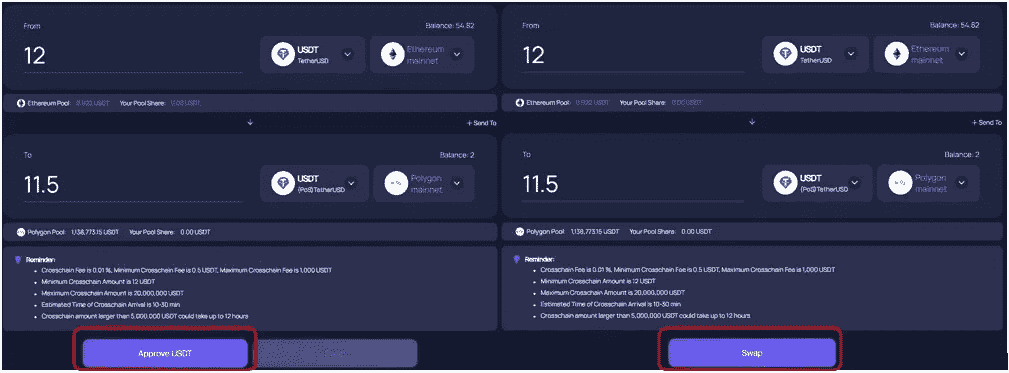 From
Balance: 54.82
12
USDT
TetherUSD
Ethereum
mainnet
Ethereum Pool: USDT Your Pool Share: 0.00 USDT
+ Send To
To
Balance: 2
11.5
USDT
(PoS)TetherUSD
Polygon
mainnet
Polygon Pool: 1,138,773.15 USDT Your Pool Share: 0.00 USDT
Reminder:
Crosschain Fee is 0.01 %, Minimum Crosschain Fee is 0.5 USDT, Maximum Crosschain Fee is 1,000 USDT
Minimum Crosschain Amount is 12 USDT
Maximum Crosschain Amount is 20,000,000 USDT
Estimated Time of Crosschain Arrival is 10-30 min
Crosschain amount larger than 5,000,000 USDT could take up to 12 hours
Approve USDT
From
Balance: 54.82
12
USDT
TetherUSD
Ethereum
mainnet
Ethereum Pool: USDT Your Pool Share: 0.00 USDT
+ Send To
To
Balance: 2
11.5
USDT
(PoS)TetherUSD
Polygon
mainnet
Polygon Pool: 1,138,773.15 USDT Your Pool Share: 0.00 USDT
Reminder:
Crosschain Fee is 0.01 %, Minimum Crosschain Fee is 0.5 USDT, Maximum Crosschain Fee is 1,000 USDT
Minimum Crosschain Amount is 12 USDT
Maximum Crosschain Amount is 20,000,000 USDT
Estimated Time of Crosschain Arrival is 10-30 min
Crosschain amount larger than 5,000,000 USDT could take up to 12 hours
Swap